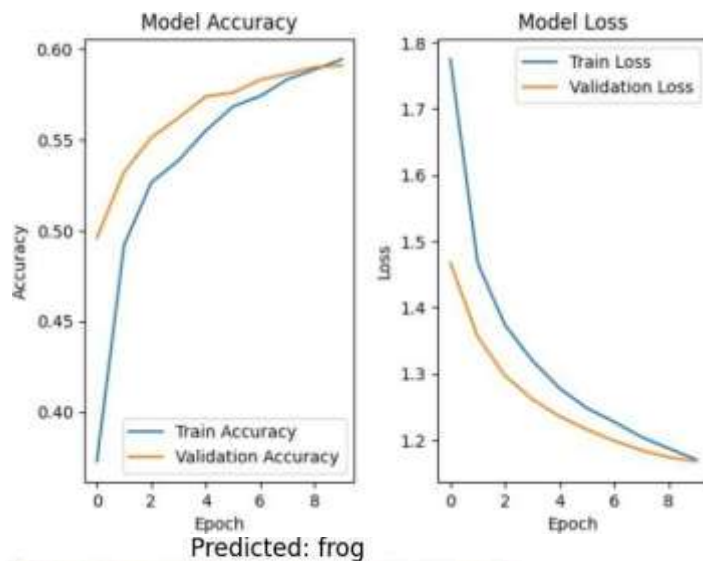 Model Accuracy
0.60
0.55
0.50
0.45
0.40
Accuracy
Train Accuracy
Validation Accuracy
0 2 4 6 8
Epoch
Model Loss
1.8
1.7
1.6
1.5
1.4
1.3
1.2
Loss
Train Loss
Validation Loss
0 2 4 6 8
Epoch
Predicted: frog